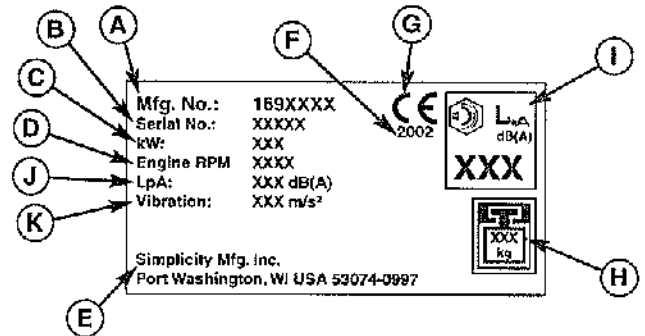 A
B
C
D
J
K
E
F
G
I
H
Mfg. No.: 169XXXX
Serial No.: XXXXX
kW: XXX
Engine RPM XXXX
LpA: XXX dB(A)
Vibration: XXX m/s²
Simplicity Mfg. Inc.
Port Washington, WI USA 53074-0997
CE
2002
LwA
dB(A)
XXX
XXX
kg